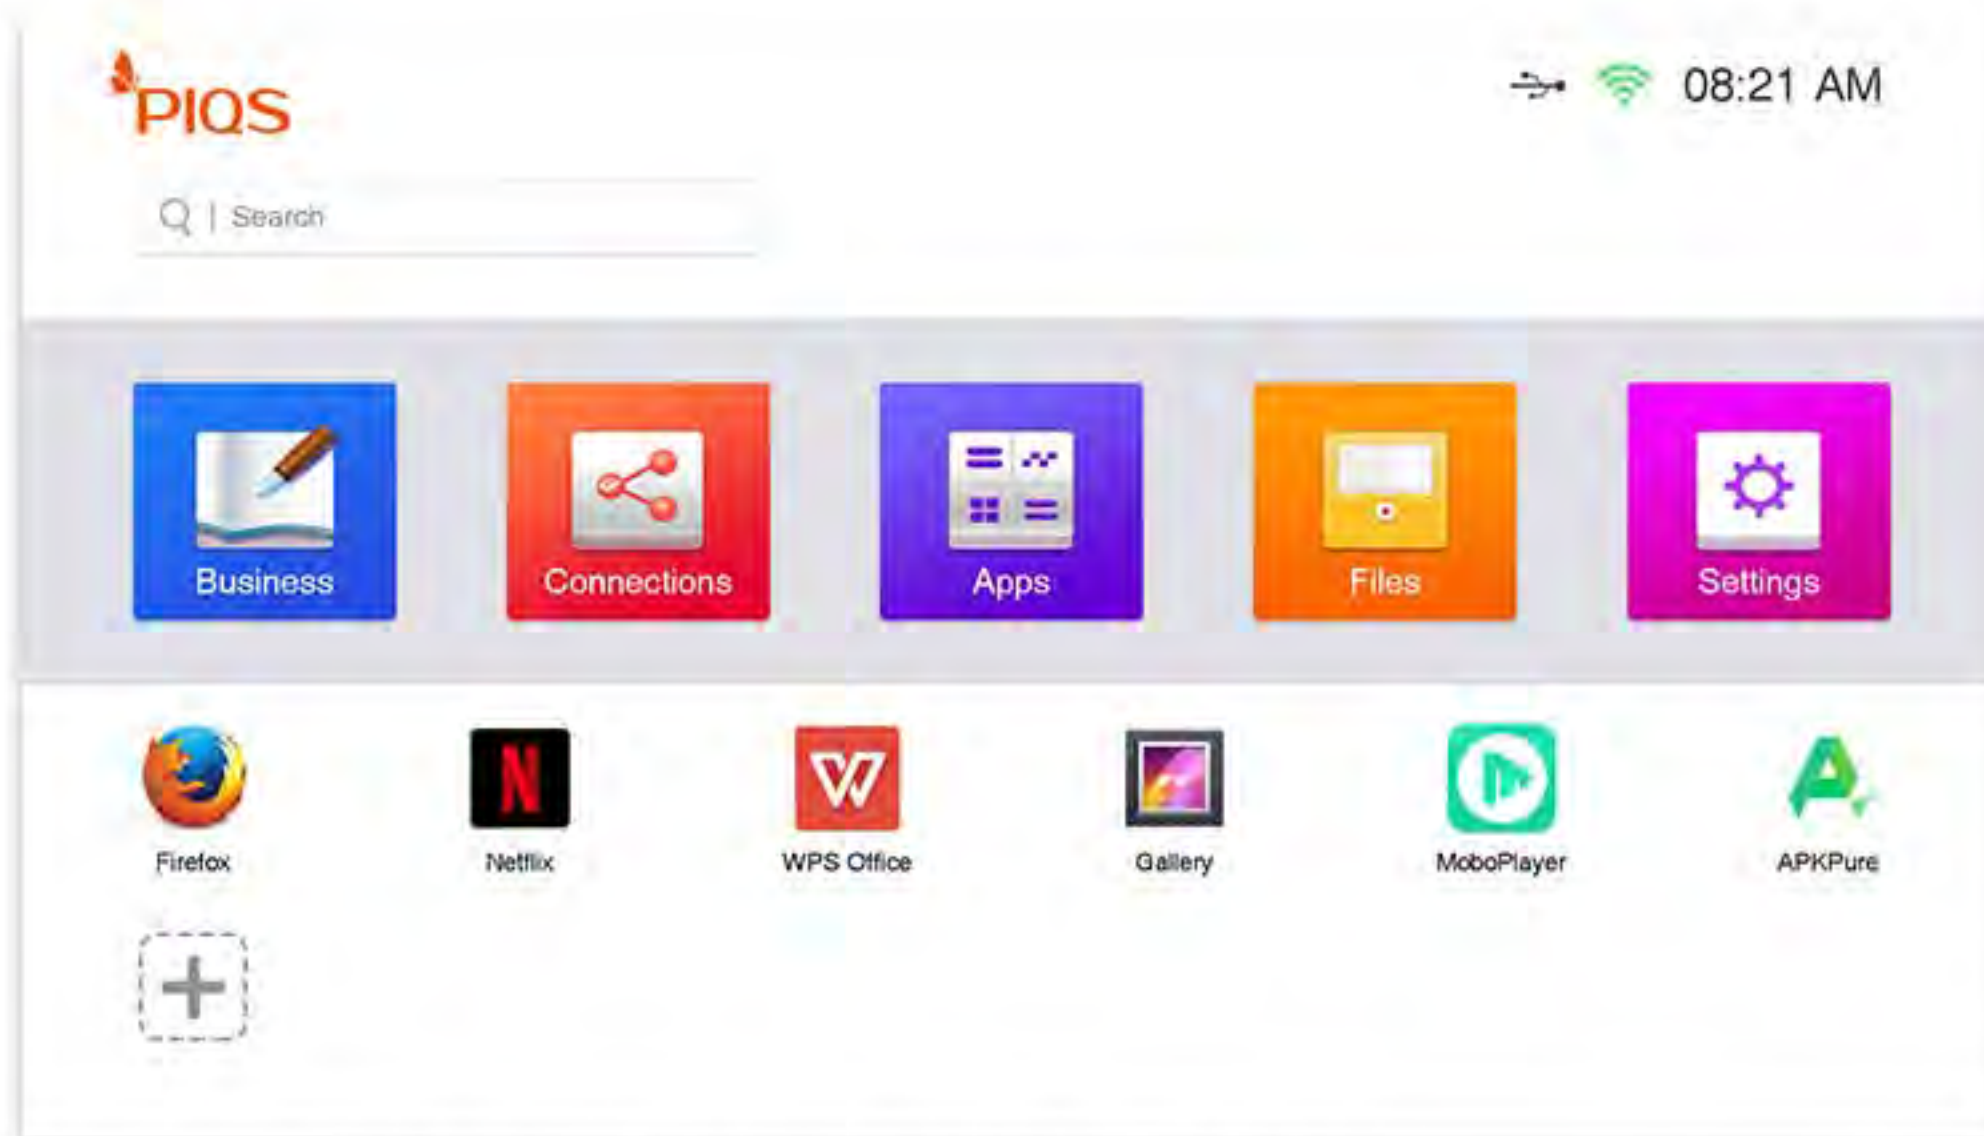 PIQS
08:21 AM
| Search
Business
Connections
Apps
Files
Settings
Firefox
Netflix
WPS Office
Gallery
MoboPlayer
APKPure